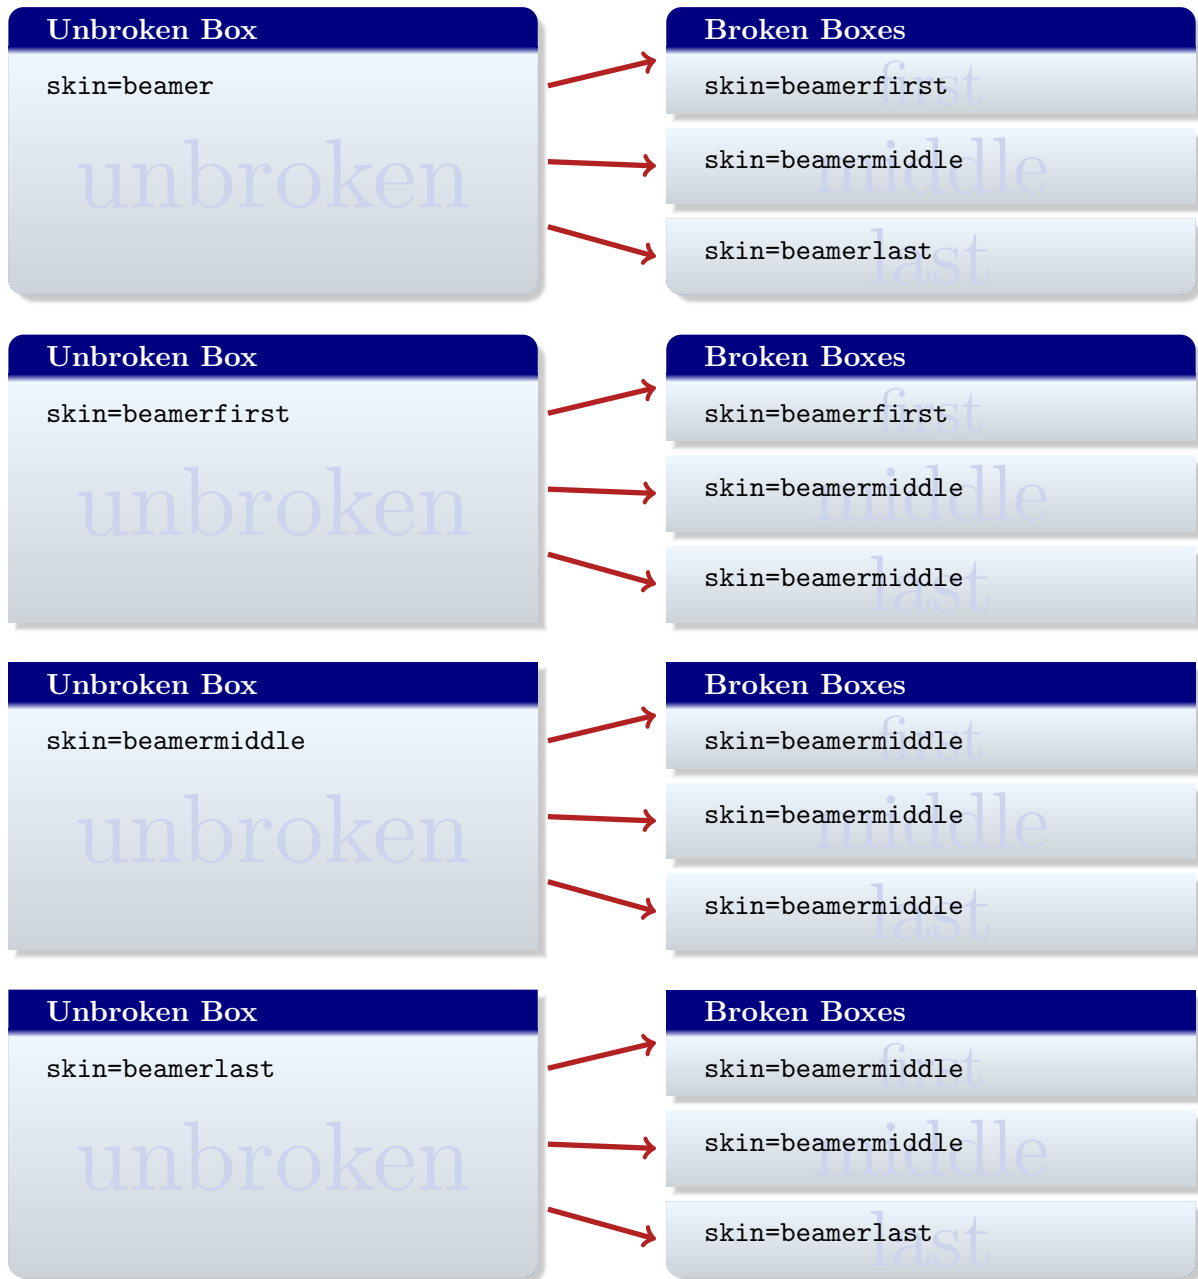 Unbroken Box
skin=beamer
unbroken
Broken Boxes
first
skin=beamerfirst
middle
skin=beamermiddle
last
skin=beamerlast
Unbroken Box
skin=beamerfirst
unbroken
Broken Boxes
first
skin=beamerfirst
middle
skin=beamermiddle
last
skin=beamermiddle
Unbroken Box
skin=beamermiddle
unbroken
Broken Boxes
first
skin=beamermiddle
middle
skin=beamermiddle
last
skin=beamermiddle
Unbroken Box
skin=beamerlast
unbroken
Broken Boxes
first
skin=beamermiddle
middle
skin=beamermiddle
last
skin=beamerlast